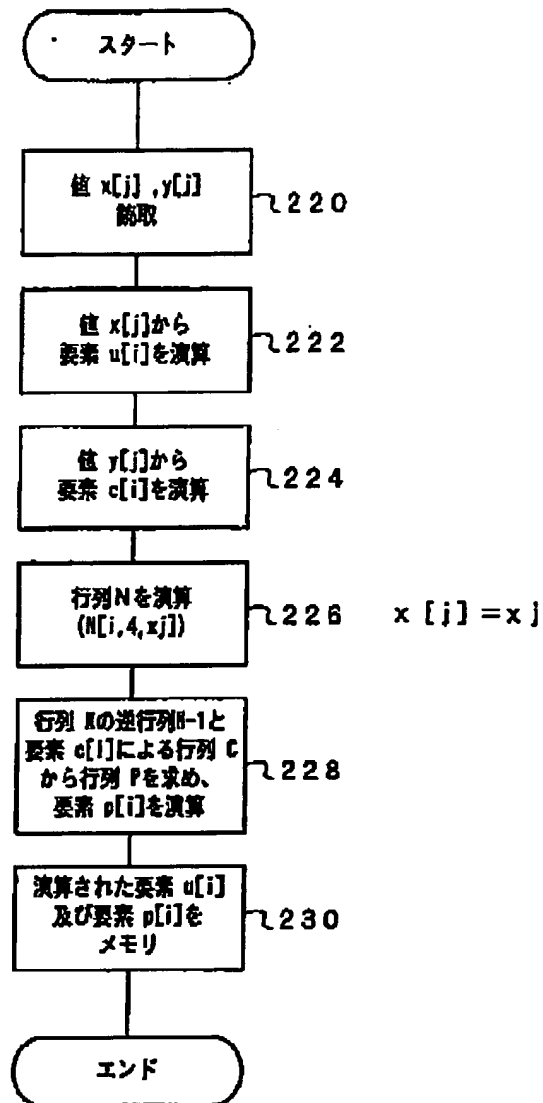 スタート
値 x[j] ,y[j]
読取
220
値 x[j]から
要素 u[i]を演算
222
値 y[j]から
要素 c[i]を演算
224
行列Nを演算
(N[i,4,xj])
226
x [j] =x j
行列 Nの逆行列N-1と
要素 c[i]による行列 C
から行列 Pを求め、
要素 p[i]を演算
228
演算された要素 u[i]
及び要素 p[i]を
メモリ
230
エンド